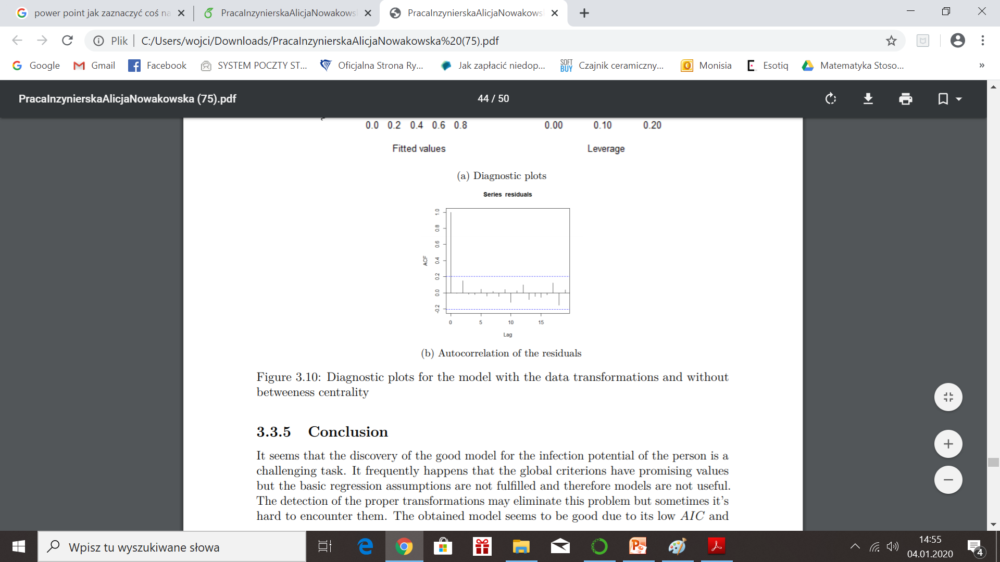 power point jak zaznaczyć coś na
PracaInzynierskaAlicjaNowakows
PracaInzynierskaAlicjaNowakows
Plik
C:/Users/wojci/Downloads/PracaInzynierskaAlicjaNowakowska%20(75).pdf
Google
Gmail
Facebook
SYSTEM POCZTY ST...
Oficjalna Strona Ry...
Jak zapłacić niedop...
SOFT
BUY
Czajnik ceramiczny...
Monisia
Esotiq
Matematyka Stoso...
»
PracaInzynierskaAlicjaNowakowska (75).pdf
44 / 50
0.0 0.2 0.4 0.6 0.8
0.00 0.10 0.20
Fitted values
Leverage
(a) Diagnostic plots
Series residuals
ACF
1.0
0.8
0.6
0.4
0.2
0.0
-0.2
0 5 10 15
Lag
(b) Autocorrelation of the residuals
Figure 3.10: Diagnostic plots for the model with the data transformations and without
betweeness centrality
3.3.5 Conclusion
It seems that the discovery of the good model for the infection potential of the person is a
challenging task. It frequently happens that the global criterions have promising values
but the basic regression assumptions are not fulfilled and therefore models are not useful.
The detection of the proper transformations may eliminate this problem but sometimes it's
hard to encounter them. The obtained model seems to be good due to its low AIC and
Wpisz tu wyszukiwane słowa
14:55
04.01.2020
4